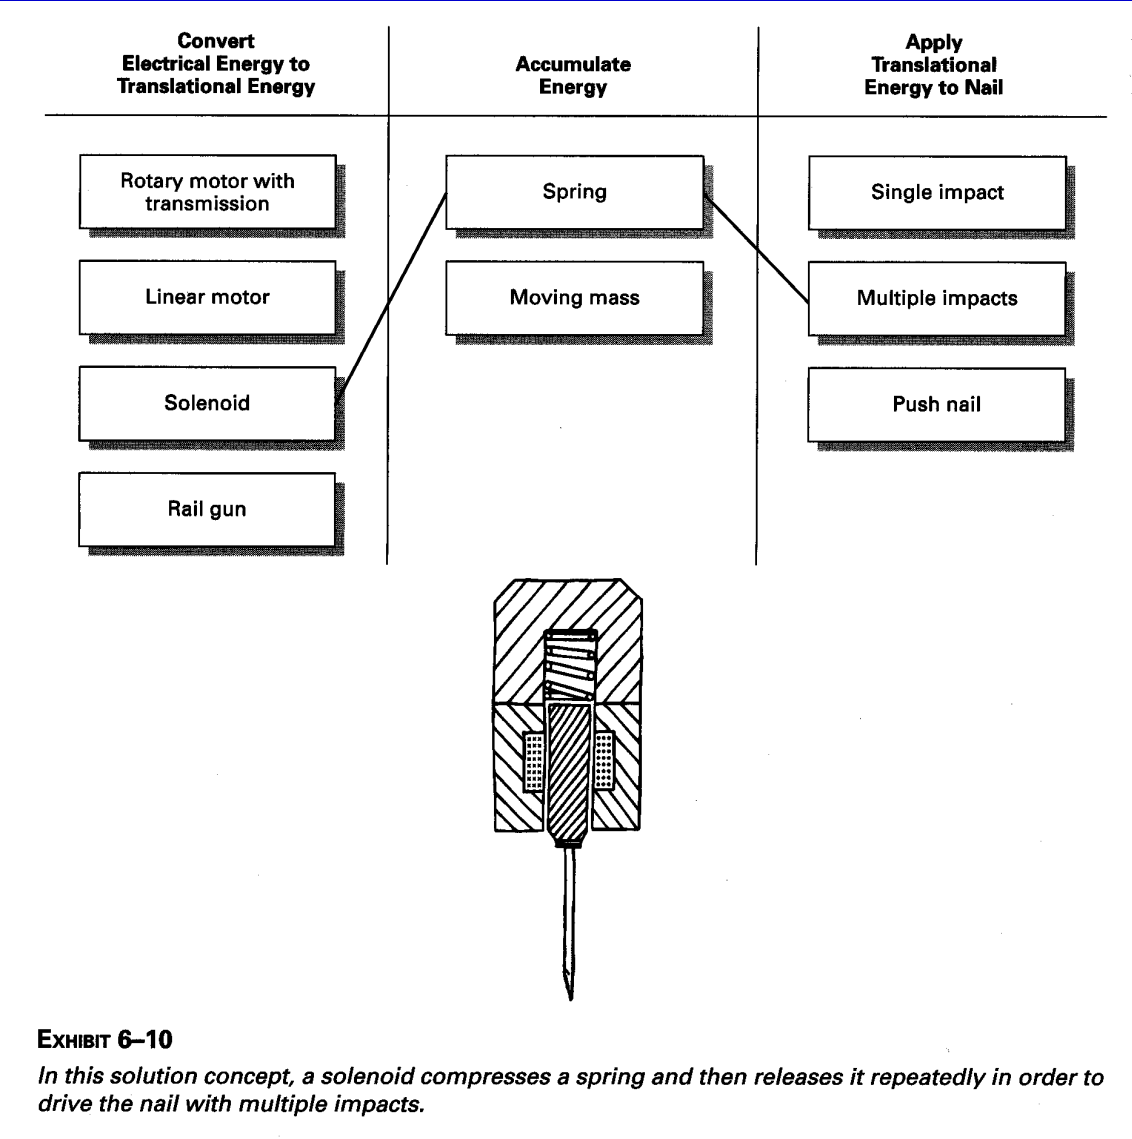 Convert
Electrical Energy to
Translational Energy
Accumulate
Energy
Apply
Translational
Energy to Nail
Rotary motor with
transmission
Spring
Single impact
Linear motor
Moving mass
Multiple impacts
Solenoid
Push nail
Rail gun
EXHIBIT 6–10
In this solution concept, a solenoid compresses a spring and then releases it repeatedly in order to
drive the nail with multiple impacts.